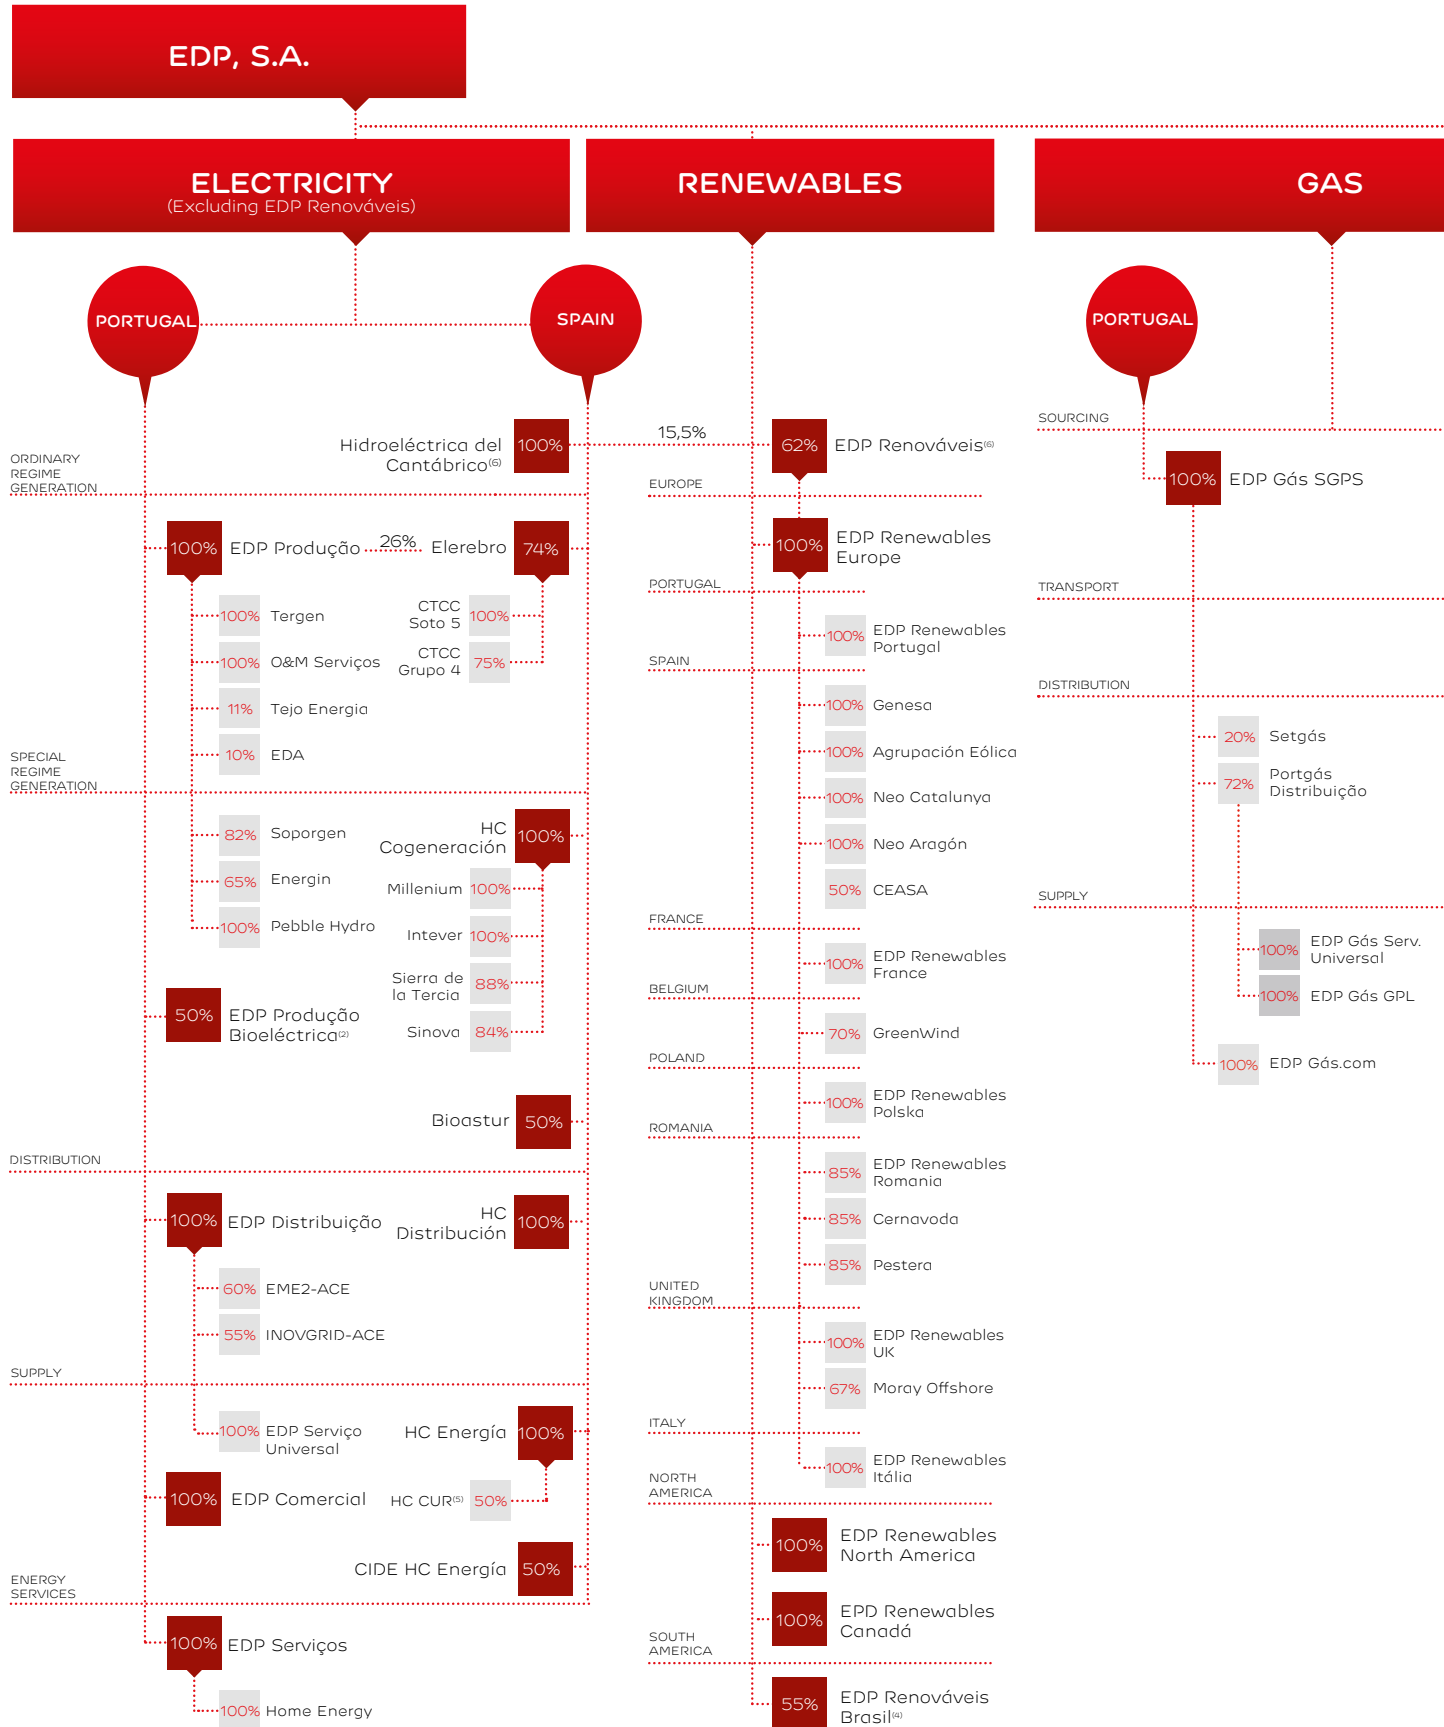 EDP, S.A.
ELECTRICITY
(Excluding EDP Renováveis)
RENEWABLES
GAS
PORTUGAL
SPAIN
Hidroeléctrica del
Cantábrico(6)
100%
ORDINARY
REGIME
GENERATION
100%
EDP Produção
26%
Elerebro
74%
100%
Tergen
CTCC
Soto 5
100%
100%
O&M Serviços
CTCC
Grupo 4
75%
11%
Tejo Energia
10%
EDA
SPECIAL
REGIME
GENERATION
82%
Soporgen
HC
Cogeneración
100%
65%
Energin
Millenium
100%
100%
Pebble Hydro
Intever
100%
Sierra de
la Tercia
88%
50%
EDP Produção
Bioeléctrica(2)
Sinova
84%
Bioastur
50%
DISTRIBUTION
100%
EDP Distribuição
HC
Distribución
100%
60%
EME2-ACE
55%
INOVGRID-ACE
SUPPLY
100%
EDP Serviço
Universal
HC Energía
100%
100%
EDP Comercial
HC CUR(5)
50%
CIDE HC Energía
50%
ENERGY
SERVICES
100%
EDP Serviços
100%
Home Energy
15,5%
62%
EDP Renováveis(6)
EUROPE
100%
EDP Renewables
Europe
PORTUGAL
100%
EDP Renewables
Portugal
SPAIN
100%
Genesa
100%
Agrupación Eólica
100%
Neo Catalunya
100%
Neo Aragón
50%
CEASA
FRANCE
100%
EDP Renewables
France
BELGIUM
70%
GreenWind
POLAND
100%
EDP Renewables
Polska
ROMANIA
85%
EDP Renewables
Romania
85%
Cernavoda
85%
Pestera
UNITED
KINGDOM
100%
EDP Renewables
UK
67%
Moray Offshore
ITALY
100%
EDP Renewables
Itália
NORTH
AMERICA
100%
EDP Renewables
North America
100%
EPD Renewables
Canadá
SOUTH
AMERICA
55%
EDP Renováveis
Brasil(4)
PORTUGAL
SOURCING
100%
EDP Gás SGPS
TRANSPORT
DISTRIBUTION
20%
Setgás
72%
Portgás
Distribuição
SUPPLY
100%
EDP Gás Serv.
Universal
100%
EDP Gás GPL
100%
EDP Gás.com